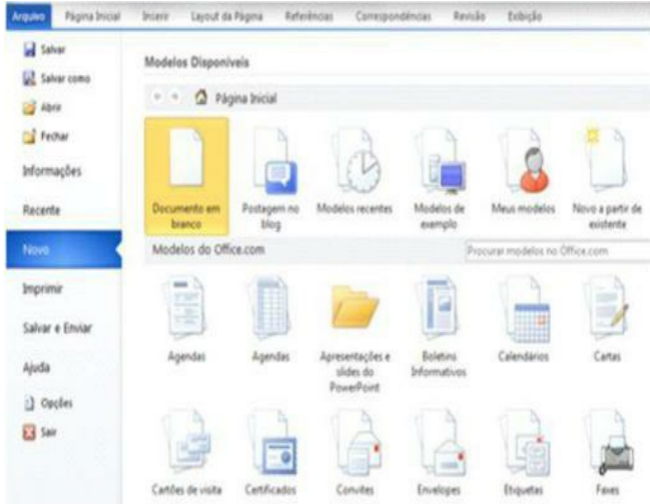 Arquivo Página Inicial Inserir Layout da Página Referências Correspondências Revisão Exibição
Salvar
Salvar como
Abrir
Fechar
Informações
Recente
Novo
Imprimir
Salvar e Enviar
Ajuda
Opções
Sair
Modelos Disponíveis
Página Inicial
Documento em branco
Postagem no blog
Modelos recentes
Modelos de exemplo
Meus modelos
Novo a partir de existente
Modelos do Office.com
Procurar modelos no Office.com
Agendas
Agendas
Apresentações e slides do PowerPoint
Boletins Informativos
Calendários
Cartas
Cartões de visita
Certificados
Convites
Envelopes
Etiquetas
Faxes